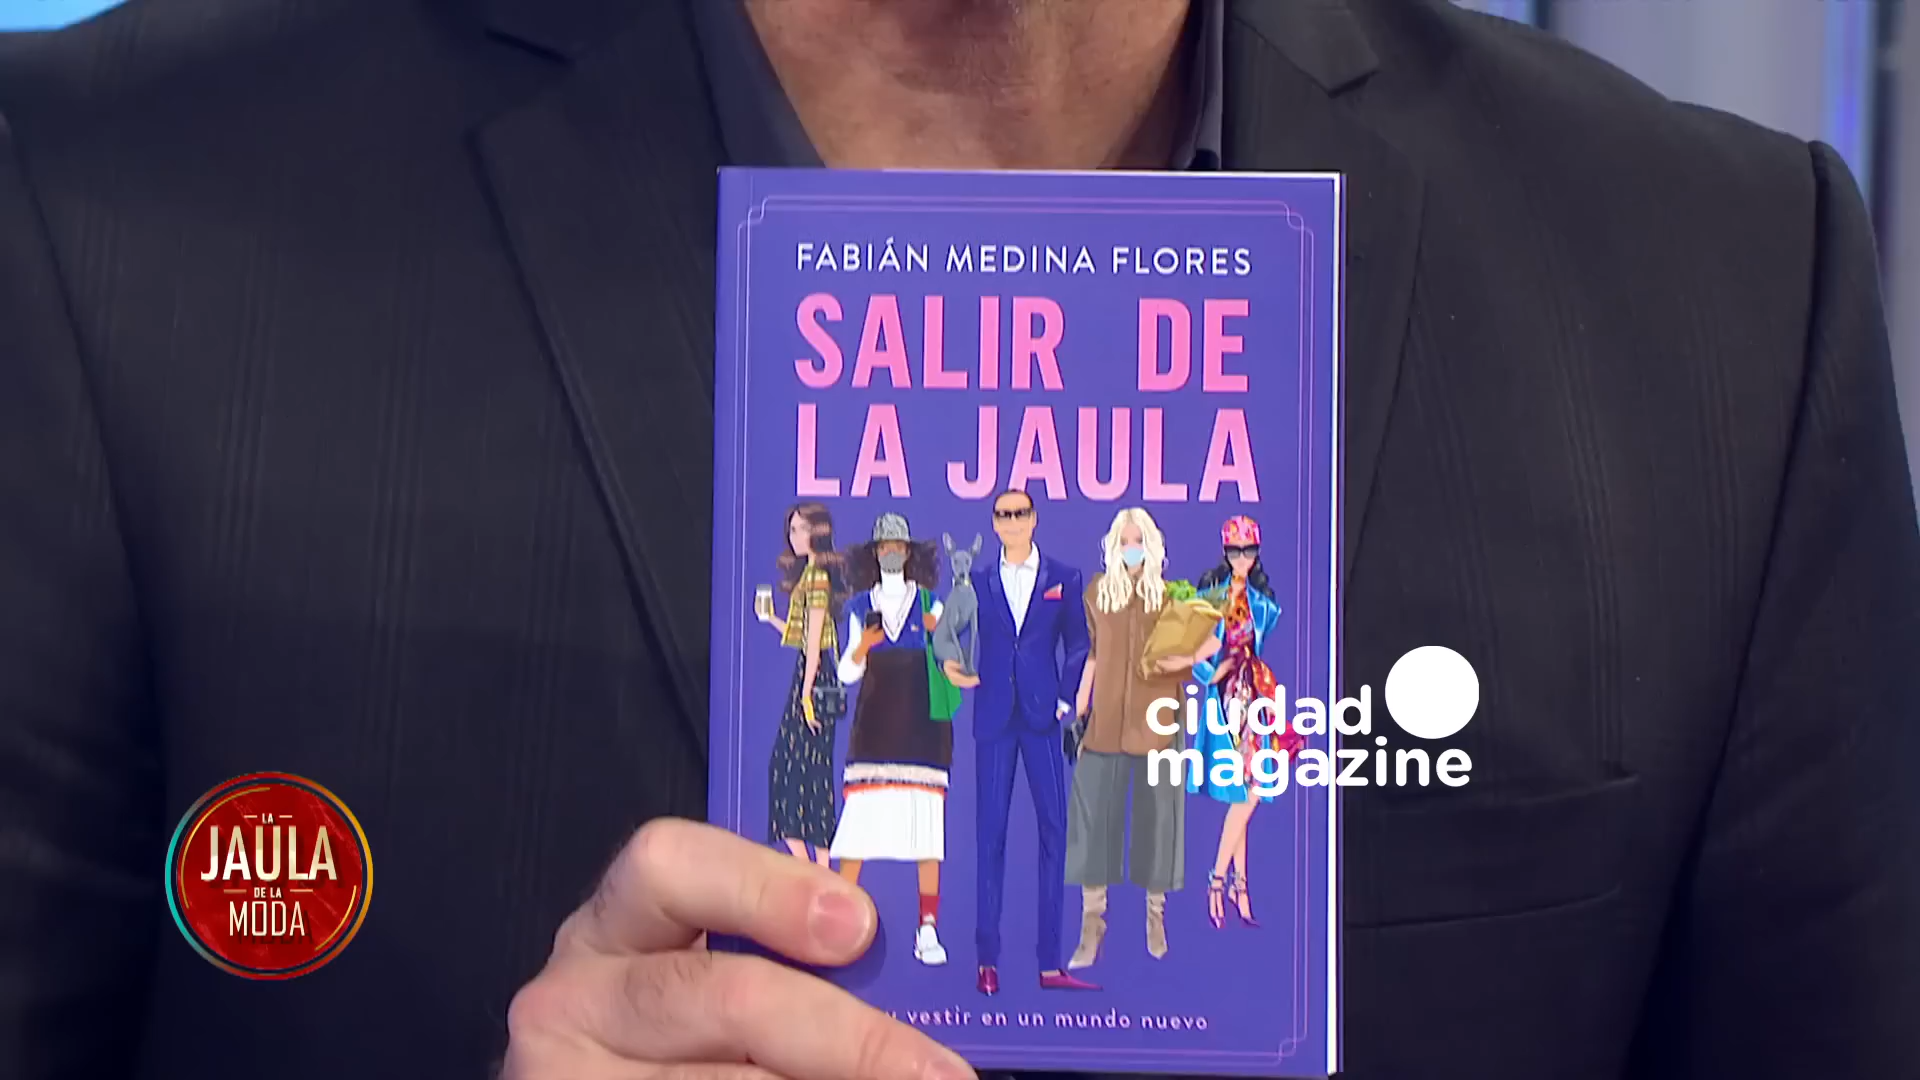 FABIÁN MEDINA FLORES
SALIR DE
LA JAULA
y vestir en un mundo nuevo
ciudad
magazine
LA
JAULA
DE LA
MODA